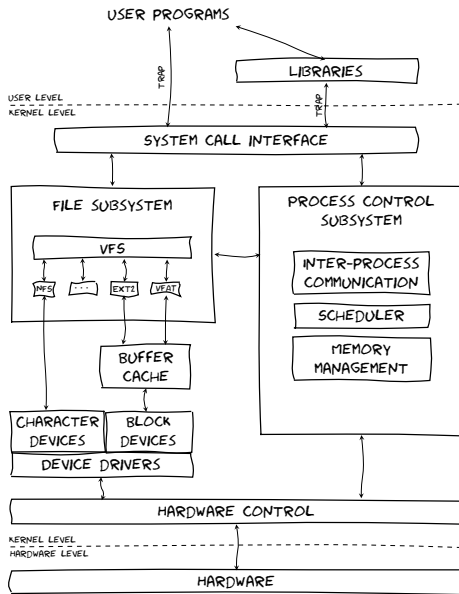 USER PROGRAMS
TRAP
LIBRARIES
TRAP
USER LEVEL
KERNEL LEVEL
SYSTEM CALL INTERFACE
FILE SUBSYSTEM
VFS
NFS
...
EXT2
VFAT
PROCESS CONTROL
SUBSYSTEM
INTER-PROCESS
COMMUNICATION
SCHEDULER
MEMORY
MANAGEMENT
BUFFER
CACHE
CHARACTER
DEVICES
BLOCK
DEVICES
DEVICE DRIVERS
HARDWARE CONTROL
KERNEL LEVEL
HARDWARE LEVEL
HARDWARE